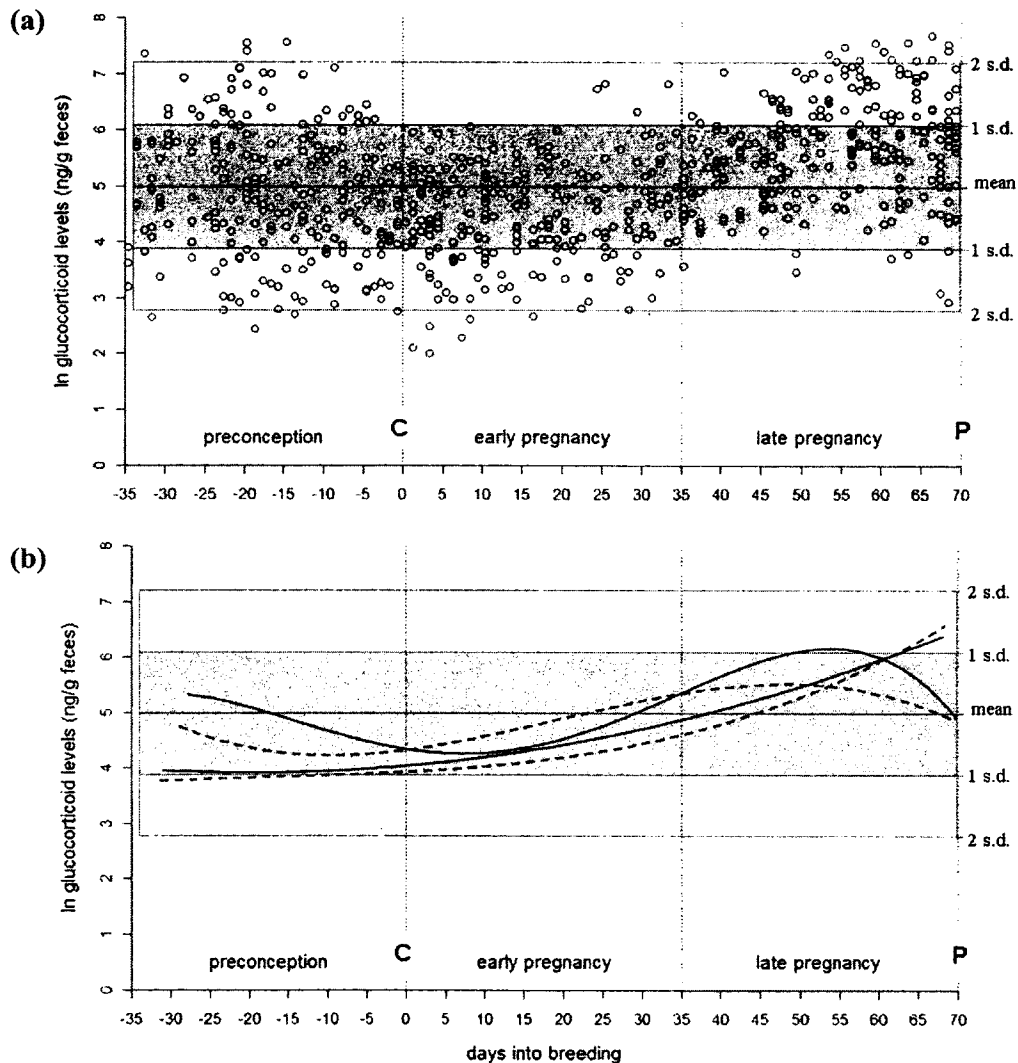 (a)
ln glucocorticoid levels (ng/g feces)
8
7
6
5
4
3
2
1
0
2 s.d.
1 s.d.
mean
1 s.d.
2 s.d.
preconception
C
early pregnancy
late pregnancy
P
-35 -30 -25 -20 -15 -10 -5 0 5 10 15 20 25 30 35 40 45 50 55 60 65 70
(b)
ln glucocorticoid levels (ng/g feces)
8
7
6
5
4
3
2
1
0
2 s.d.
1 s.d.
mean
1 s.d.
2 s.d.
preconception
C
early pregnancy
late pregnancy
P
-35 -30 -25 -20 -15 -10 -5 0 5 10 15 20 25 30 35 40 45 50 55 60 65 70
days into breeding